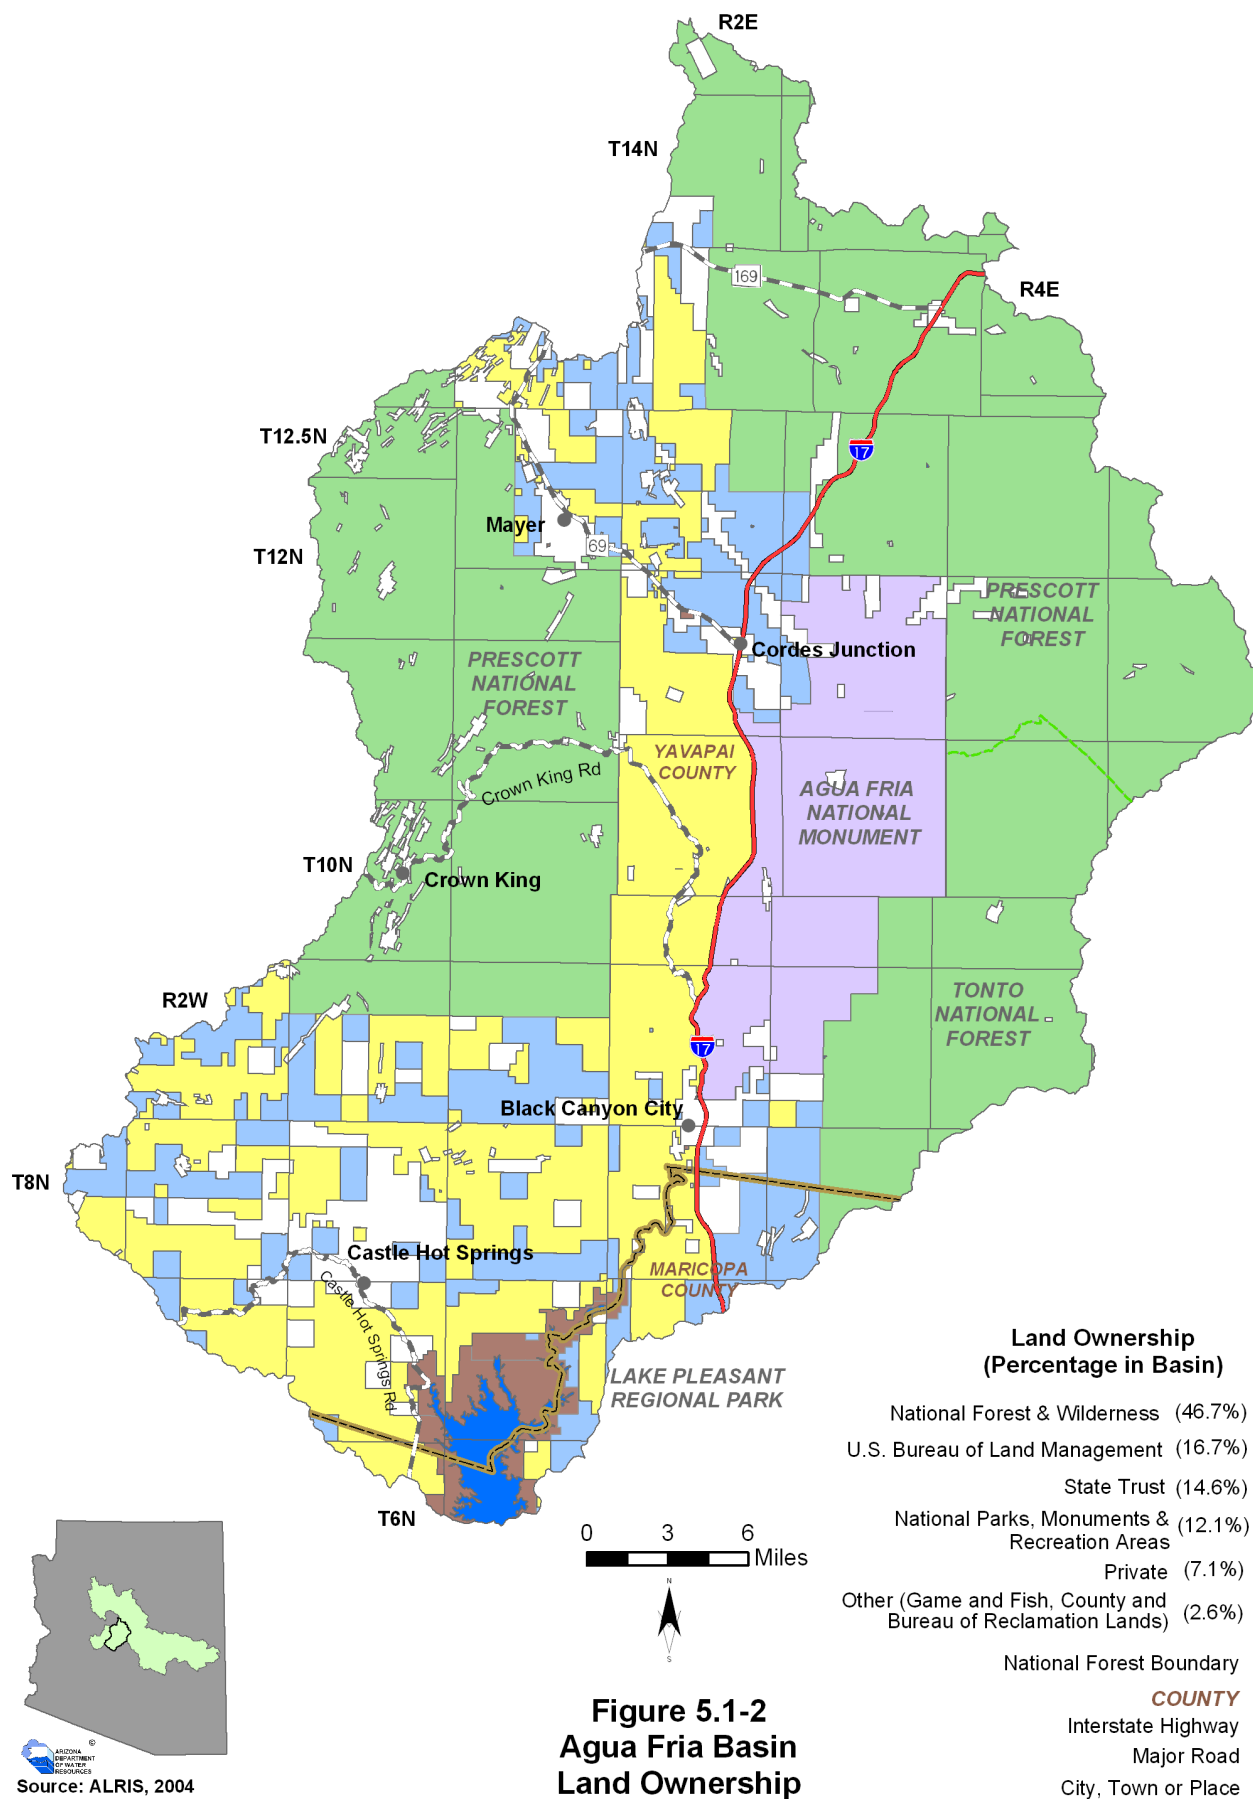 R2E
T14N
169
R4E
T12.5N
17
Mayer
69
T12N
PRESCOTT
NATIONAL
FOREST
Cordes Junction
PRESCOTT
NATIONAL
FOREST
YAVAPAI
COUNTY
Crown King Rd
AGUA FRIA
NATIONAL
MONUMENT
T10N
Crown King
R2W
TONTO
NATIONAL
FOREST
17
Black Canyon City
T8N
Castle Hot Springs
MARICOPA
COUNTY
Castle Hot Springs Rd
LAKE PLEASANT
REGIONAL PARK
T6N
Land Ownership
(Percentage in Basin)
National Forest & Wilderness (46.7%)
U.S. Bureau of Land Management (16.7%)
State Trust (14.6%)
National Parks, Monuments &
Recreation Areas (12.1%)
Private (7.1%)
Other (Game and Fish, County and
Bureau of Reclamation Lands) (2.6%)
National Forest Boundary
COUNTY
Interstate Highway
Major Road
City, Town or Place
0 3 6
Miles
N
S
Figure 5.1-2
Agua Fria Basin
Land Ownership
©
ARIZONA
DEPARTMENT
OF WATER
RESOURCES
Source: ALRIS, 2004